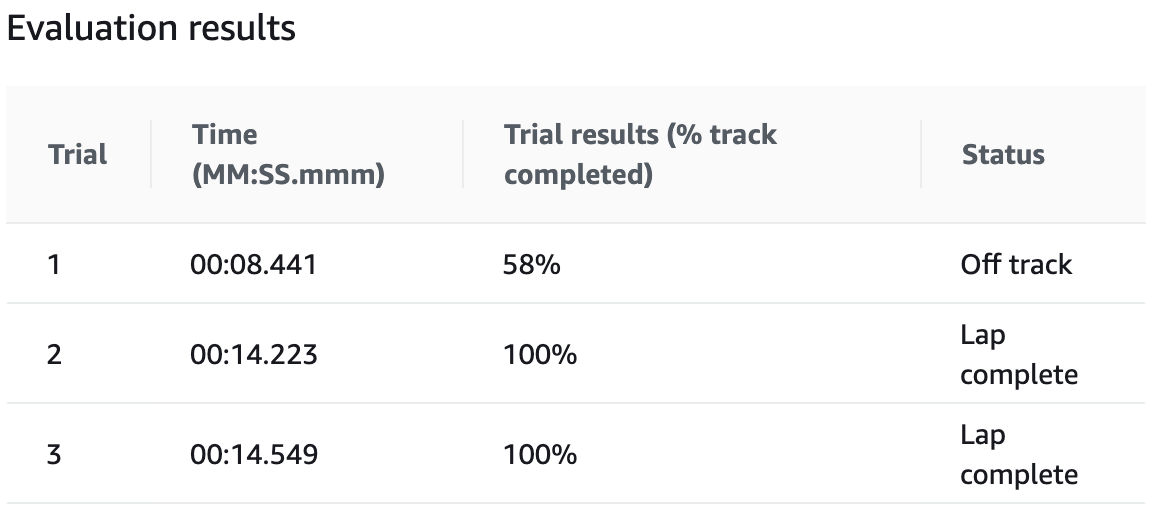 Evaluation results
Trial
Time
(MM:SS.mmm)
Trial results (% track
completed)
Status
1 00:08.441 58% Off track
2 00:14.223 100% Lap
complete
3 00:14.549 100% Lap
complete